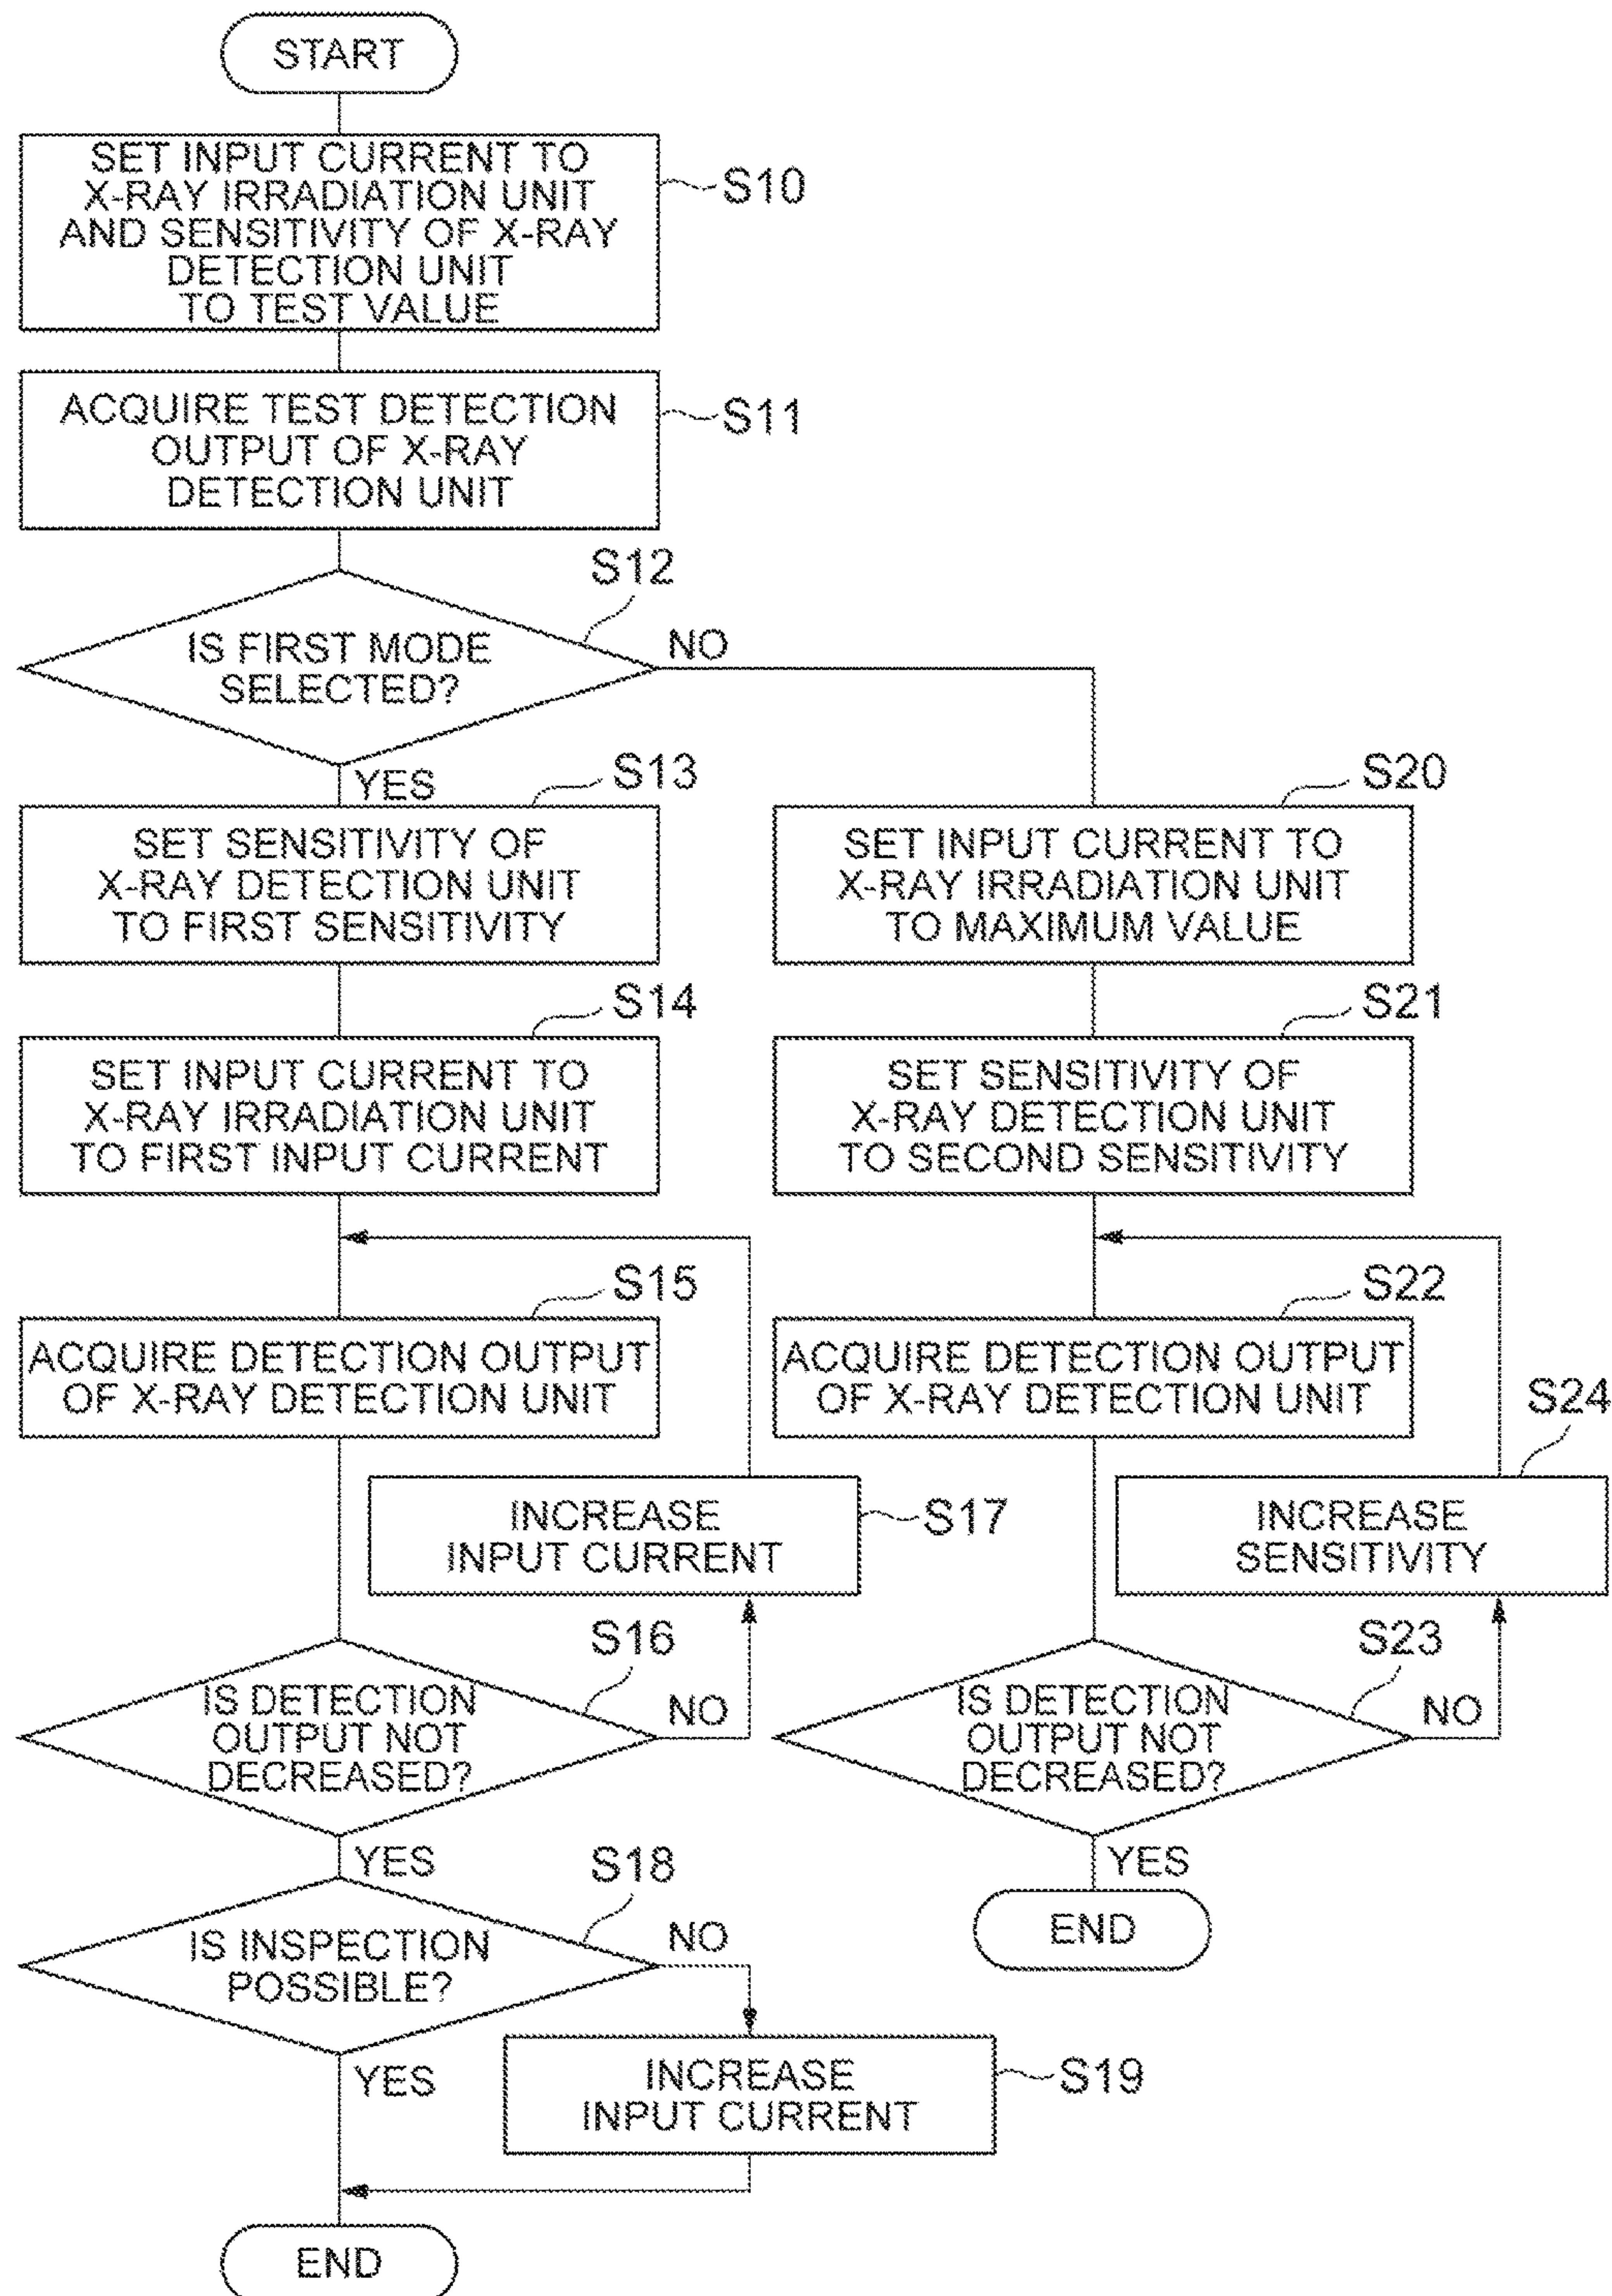 START
SET INPUT CURRENT TO
X-RAY IRRADIATION UNIT
AND SENSITIVITY OF X-RAY
DETECTION UNIT
TO TEST VALUE
S10
ACQUIRE TEST DETECTION
OUTPUT OF X-RAY
DETECTION UNIT
S11
S12
IS FIRST MODE
SELECTED?
NO
YES
S13
SET SENSITIVITY OF
X-RAY DETECTION UNIT
TO FIRST SENSITIVITY
S14
SET INPUT CURRENT TO
X-RAY IRRADIATION UNIT
TO FIRST INPUT CURRENT
S15
ACQUIRE DETECTION OUTPUT
OF X-RAY DETECTION UNIT
INCREASE
INPUT CURRENT
S17
S16
IS DETECTION
OUTPUT NOT
DECREASED?
NO
YES
S18
IS INSPECTION
POSSIBLE?
NO
YES
INCREASE
INPUT CURRENT
S19
END
S20
SET INPUT CURRENT TO
X-RAY IRRADIATION UNIT
TO MAXIMUM VALUE
S21
SET SENSITIVITY OF
X-RAY DETECTION UNIT
TO SECOND SENSITIVITY
S22
ACQUIRE DETECTION OUTPUT
OF X-RAY DETECTION UNIT
S24
INCREASE
SENSITIVITY
S23
IS DETECTION
OUTPUT NOT
DECREASED?
NO
YES
END